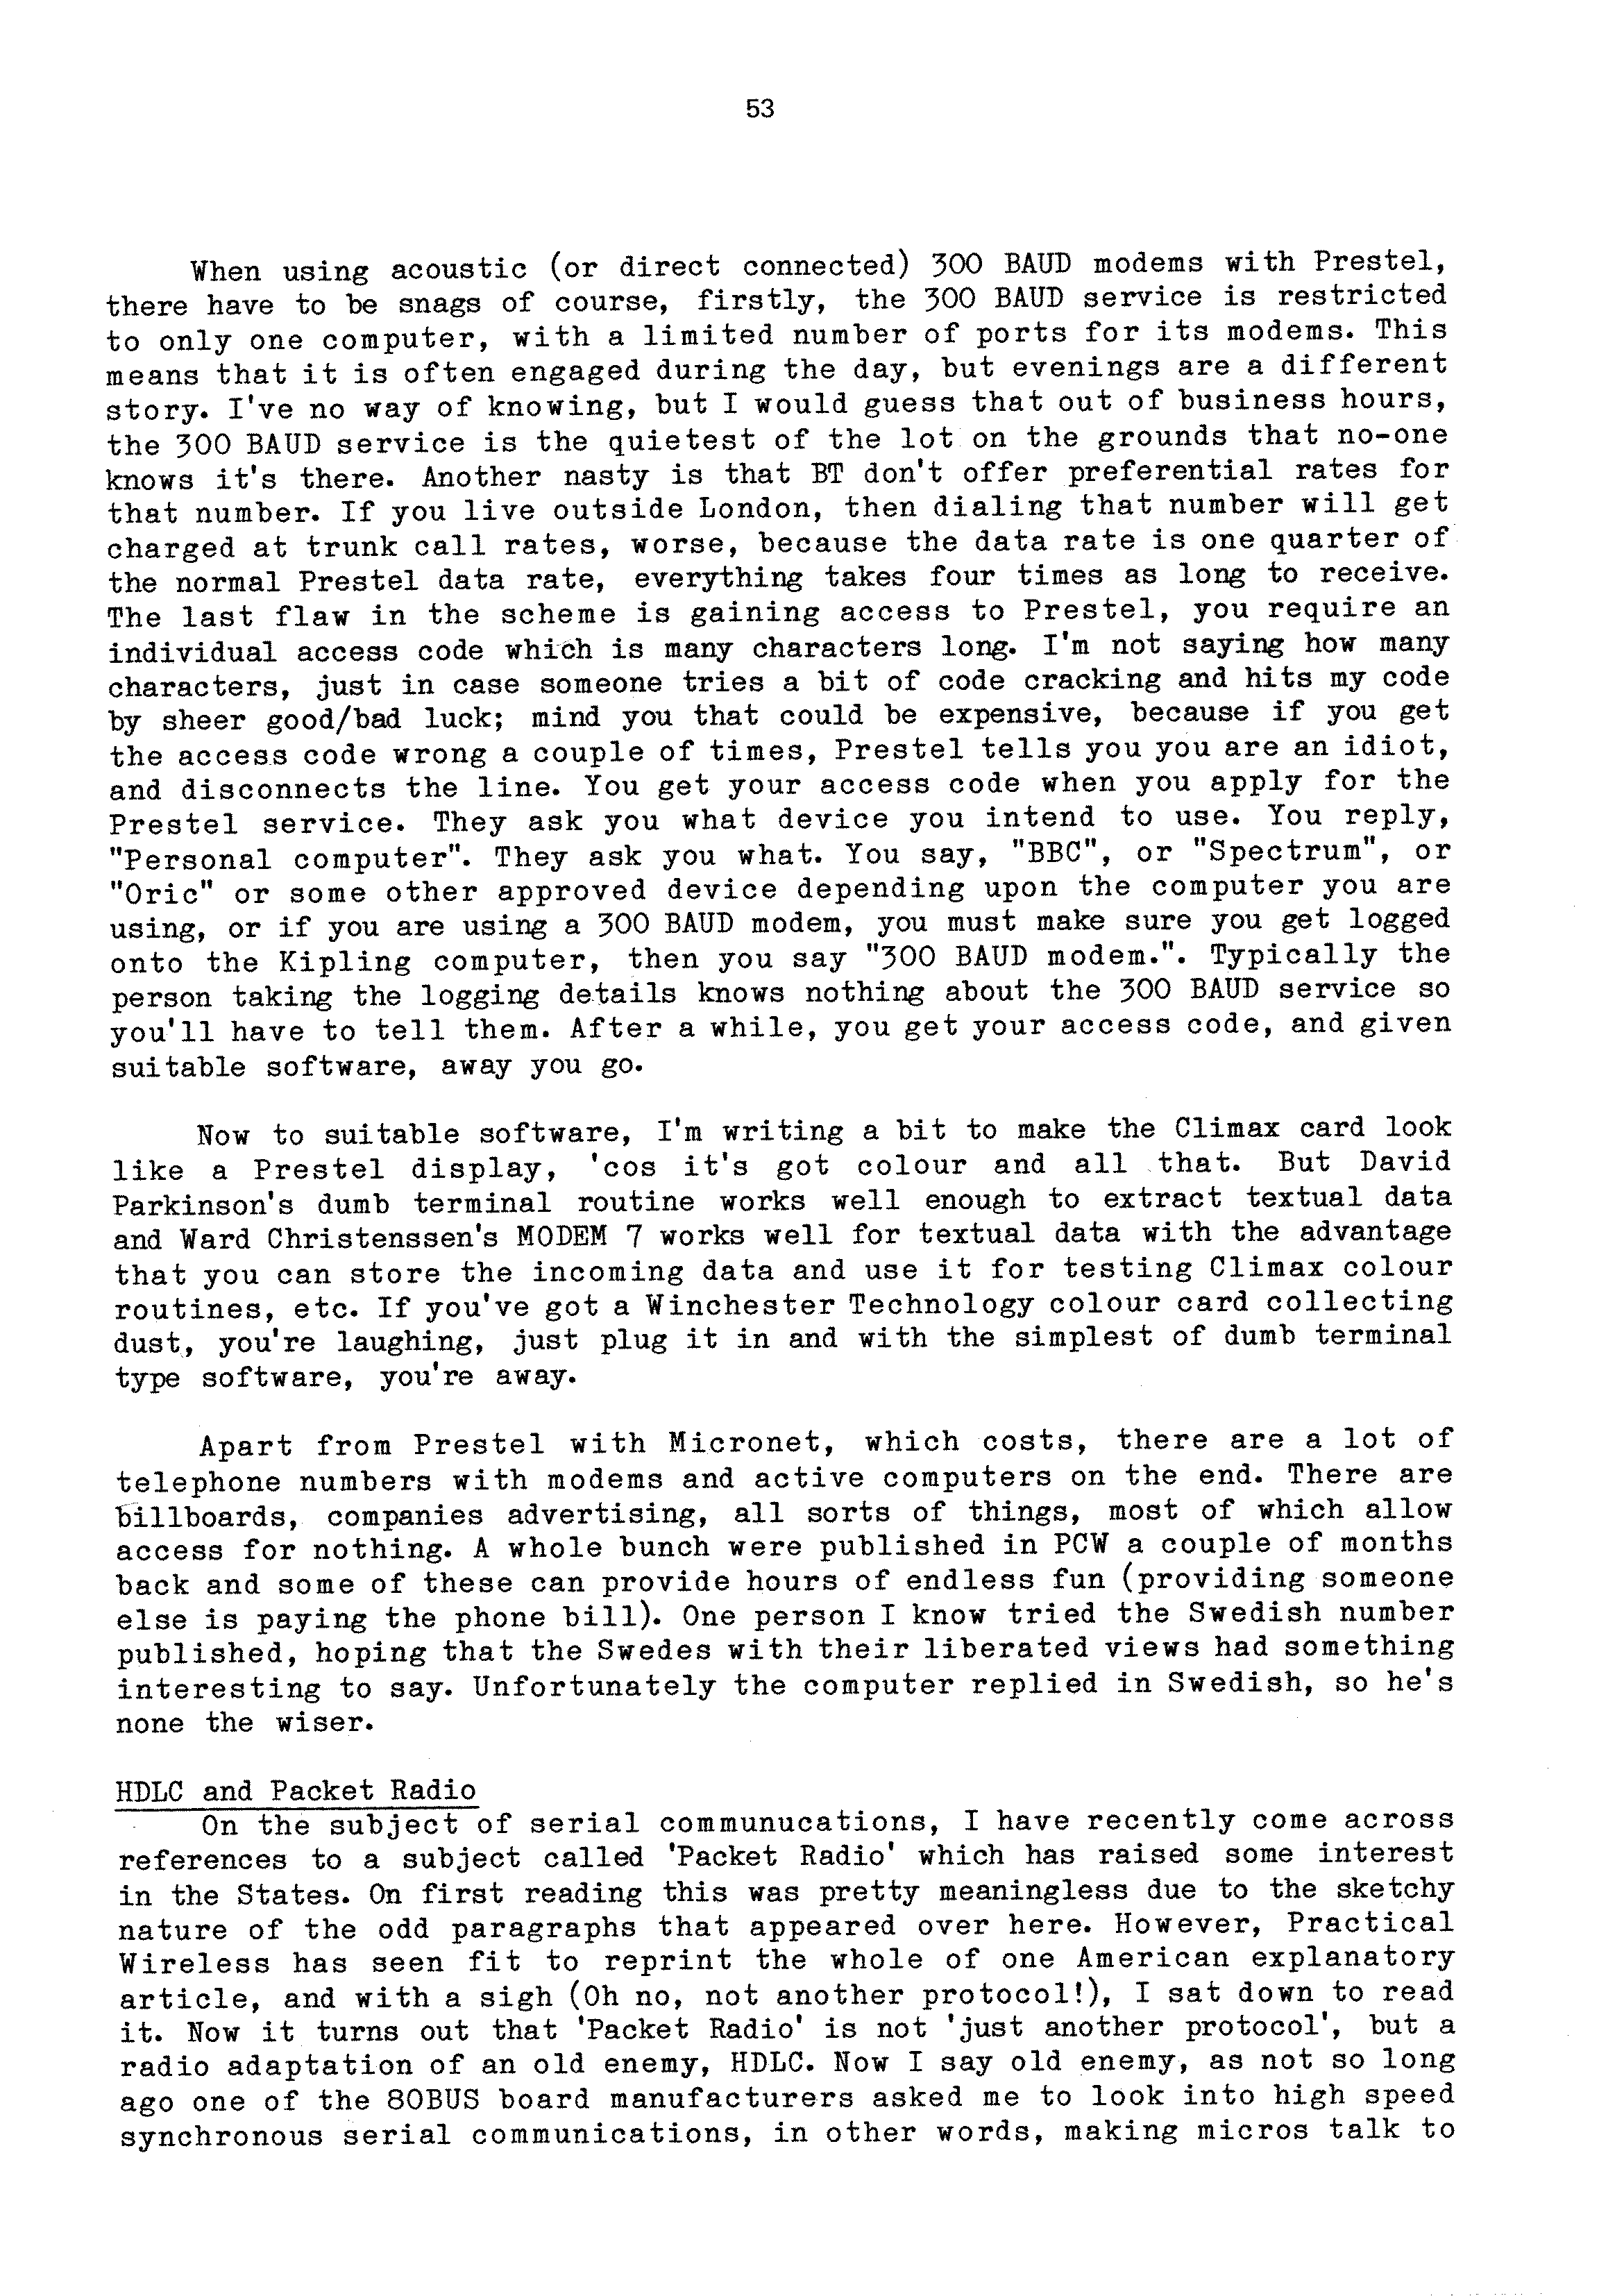 53
When using acoustic (or direct connected) 300 BAUD modems with Prestel,
there have to be snags of course, firstly, the 300 BAUD service is restricted
to only one computer, with a limited number of ports for its modems. This
means that it is often engaged during the day, but evenings are a different
story. I've no way of knowing, but I would guess that out of business hours,
the 300 BAUD service is the quietest of the lot on the grounds that no-one
knows it's there. Another nasty is that BT don't offer preferential rates for
that number. If you live outside London, then dialing that number will get
charged at trunk call rates, worse, because the data rate is one quarter of
the normal Prestel data rate, everything takes four times as long to receive.
The last flaw in the scheme is gaining access to Prestel, you require an
individual access code which is many characters long. I'm not saying how many
characters, just in case someone tries a bit of code cracking and hits my code
by sheer good/bad luck; mind you that could be expensive, because if you get
the access code wrong a couple of times, Prestel tells you you are an idiot,
and disconnects the line. You get your access code when you apply for the
Prestel service. They ask you what device you intend to use. You reply,
"Personal computer". They ask you what. You say, "BBC", or "Spectrum", or
"Oric" or some other approved device depending upon the computer you are
using, or if you are using a 300 BAUD modem, you must make sure you get logged
onto the Kipling computer, then you say "300 BAUD modem.". Typically the
person taking the logging details knows nothing about the 300 BAUD service so
you'll have to tell them. After a while, you get your access code, and given
suitable software, away you go.
Now to suitable software, I'm writing a bit to make the Climax card look
like a Prestel display, 'cos it's got colour and all that. But David
Parkinson's dumb terminal routine works well enough to extract textual data
and Ward Christenssen's MODEM 7 works well for textual data with the advantage
that you can store the incoming data and use it for testing Climax colour
routines, etc. If you've got a Winchester Technology colour card collecting
dust, you're laughing, just plug it in and with the simplest of dumb terminal
type software, you're away.
Apart from Prestel with Micronet, which costs, there are a lot of
telephone numbers with modems and active computers on the end. There are
billboards, companies advertising, all sorts of things, most of which allow
access for nothing. A whole bunch were published in PCW a couple of months
back and some of these can provide hours of endless fun (providing someone
else is paying the phone bill). One person I know tried the Swedish number
published, hoping that the Swedes with their liberated views had something
interesting to say. Unfortunately the computer replied in Swedish, so he's
none the wiser.
HDLC and Packet Radio
On the subject of serial communucations, I have recently come across
references to a subject called 'Packet Radio' which has raised some interest
in the States. On first reading this was pretty meaningless due to the sketchy
nature of the odd paragraphs that appeared over here. However, Practical
Wireless has seen fit to reprint the whole of one American explanatory
article, and with a sigh (Oh no, not another protocol!), I sat down to read
it. Now it turns out that 'Packet Radio' is not 'just another protocol', but a
radio adaptation of an old enemy, HDLC. Now I say old enemy, as not so long
ago one of the 80BUS board manufacturers asked me to look into high speed
synchronous serial communications, in other words, making micros talk to